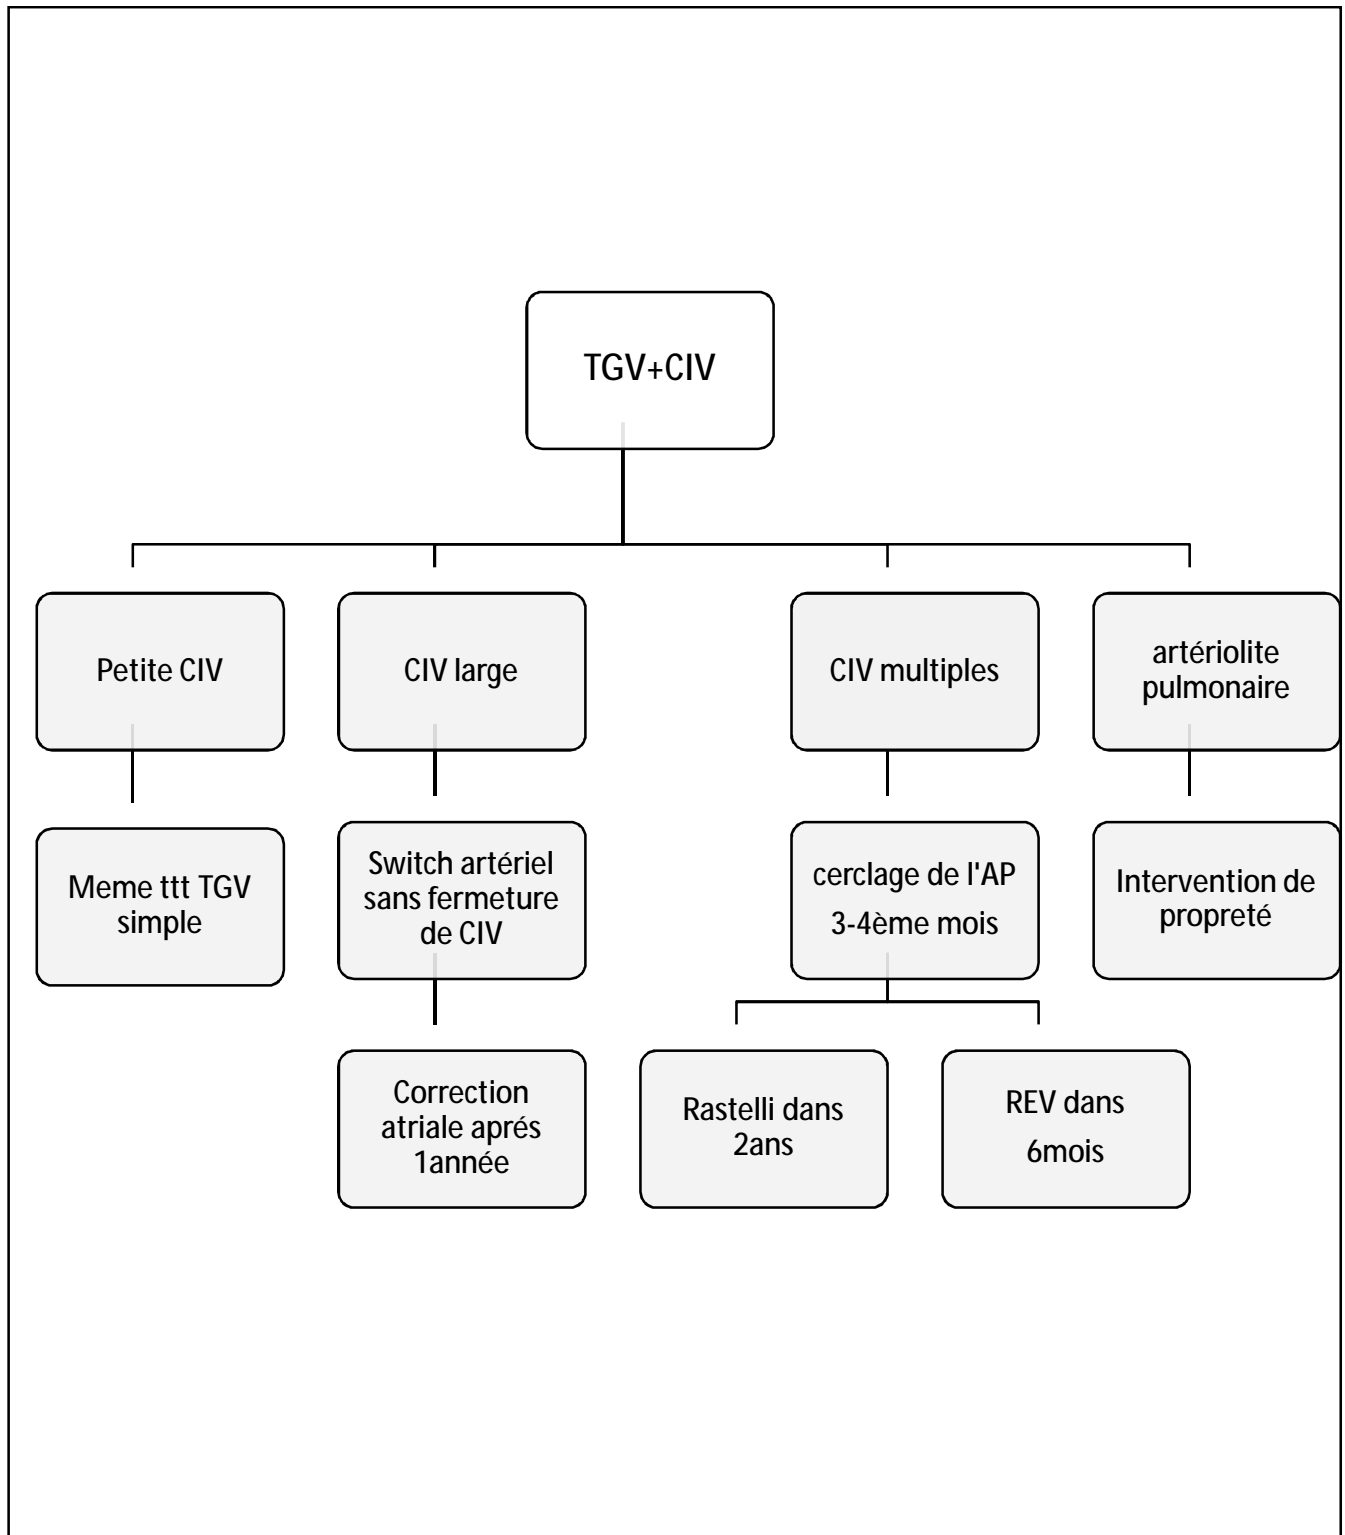 TGV+CIV
Petite CIV
CIV large
CIV multiples
artériolite
pulmonaire
Meme ttt TGV
simple
Switch artériel
sans fermeture
de CIV
cerclage de l'AP
3-4ème mois
Intervention de
propreté
Correction
atriale aprés
1année
Rastelli dans
2ans
REV dans
6mois